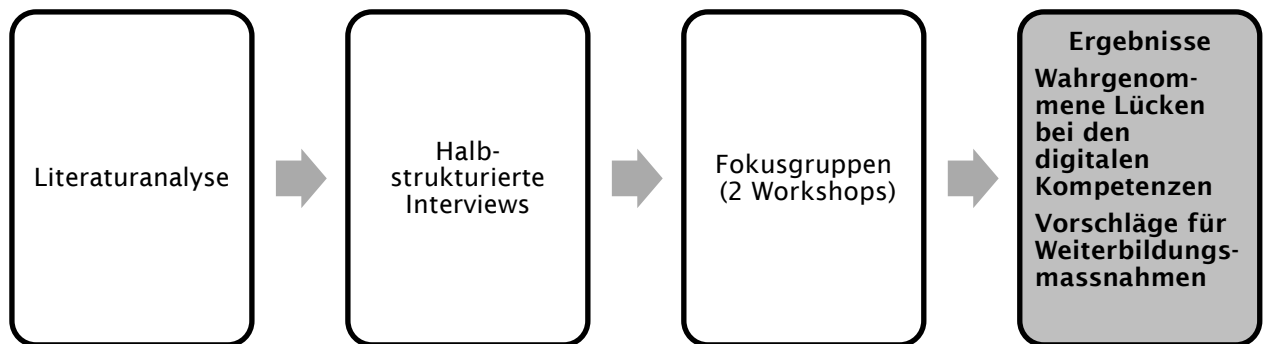 Literaturanalyse
Halb-
strukturierte
Interviews
Fokusgruppen
(2 Workshops)
Ergebnisse
Wahrgenom-
mene Lücken
bei den
digitalen
Kompetenzen
Vorschläge für
Weiterbildungs-
massnahmen